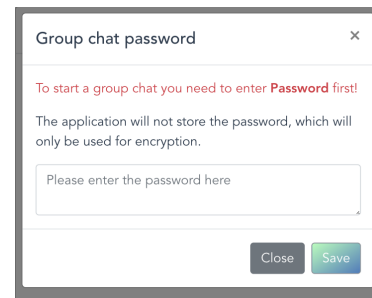 Group chat password
×
To start a group chat you need to enter Password first!
The application will not store the password, which will
only be used for encryption.
Please enter the password here
Close Save